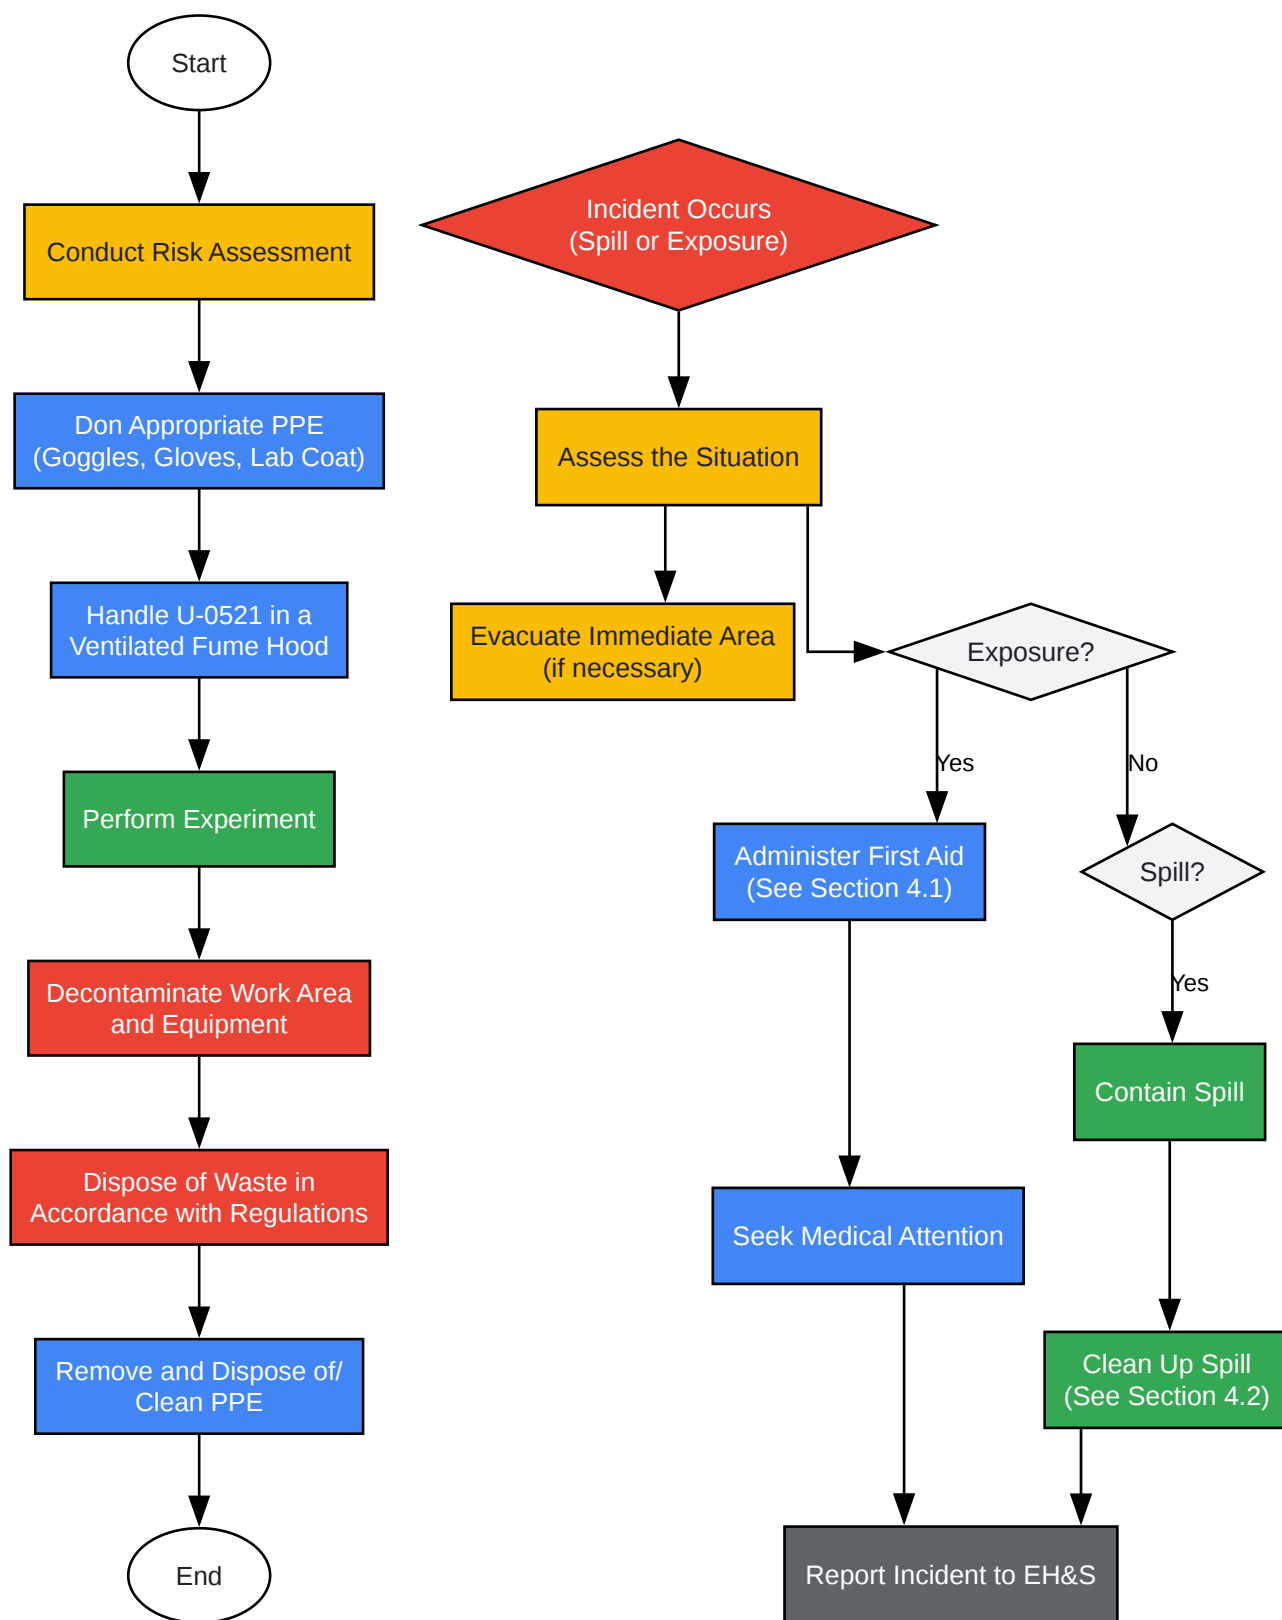 Start
Conduct Risk Assessment
Don Appropriate PPE
(Goggles, Gloves, Lab Coat)
Handle U-0521 in a
Ventilated Fume Hood
Perform Experiment
Decontaminate Work Area
and Equipment
Dispose of Waste in
Accordance with Regulations
Remove and Dispose of/
Clean PPE
End
Incident Occurs
(Spill or Exposure)
Assess the Situation
Evacuate Immediate Area
(if necessary)
Exposure?
Yes
No
Administer First Aid
(See Section 4.1)
Spill?
Yes
Contain Spill
Seek Medical Attention
Clean Up Spill
(See Section 4.2)
Report Incident to EH&S